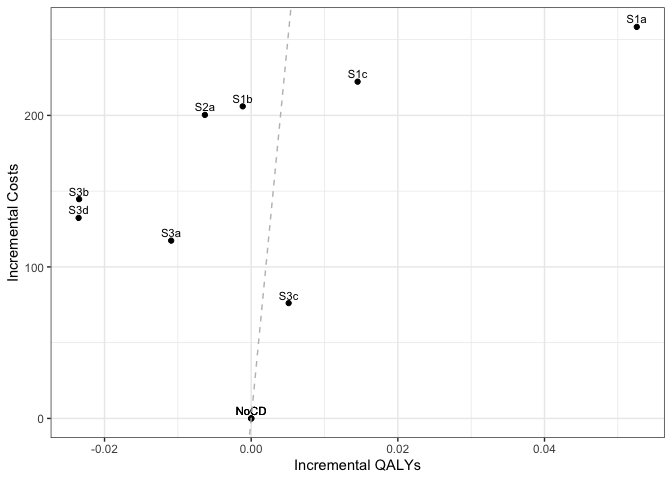 S1a
S1c
S1b
S2a
S3b
S3d
S3a
S3c
NoCD
200
100
0
Incremental Costs
-0.02
0.00
0.02
0.04
Incremental QALYs